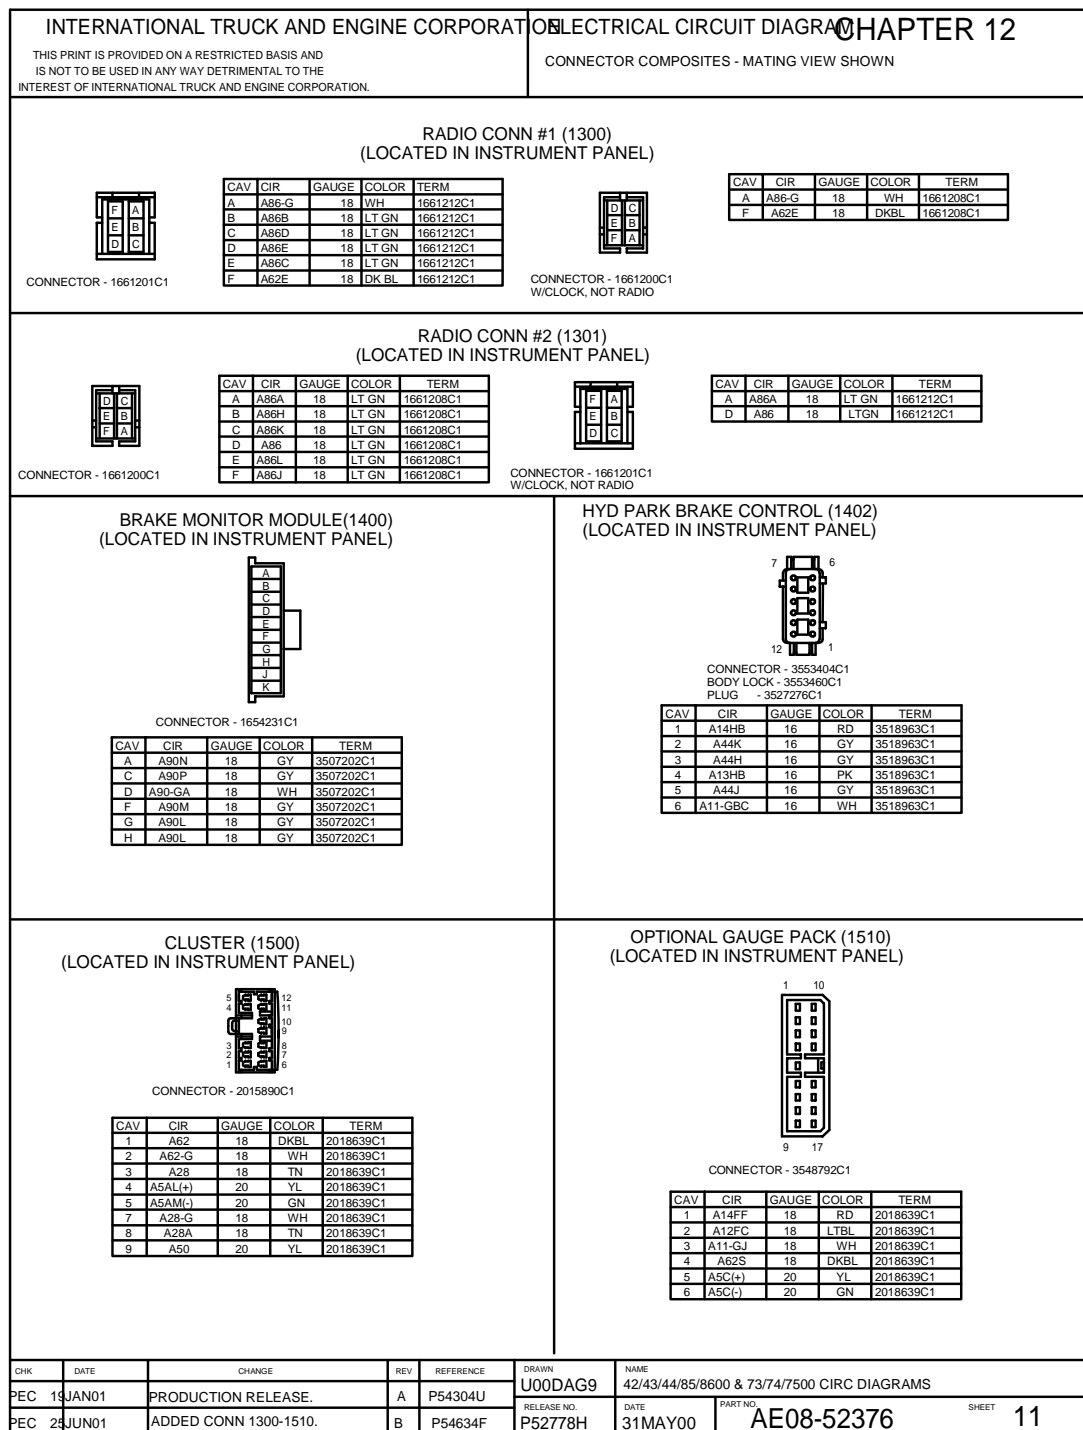 INTERNATIONAL TRUCK AND ENGINE CORPORATION
THIS PRINT IS PROVIDED ON A RESTRICTED BASIS AND
IS NOT TO BE USED IN ANY WAY DETRIMENTAL TO THE
INTEREST OF INTERNATIONAL TRUCK AND ENGINE CORPORATION.
ELECTRICAL CIRCUIT DIAGRAM
CHAPTER 12
CONNECTOR COMPOSITES - MATING VIEW SHOWN
RADIO CONN #1 (1300)
(LOCATED IN INSTRUMENT PANEL)
F A
E B
D C
CONNECTOR - 1661201C1
CAV CIR GAUGE COLOR TERM
A A86-G 18 WH 1661212C1
B A86B 18 LT GN 1661212C1
C A86D 18 LT GN 1661212C1
D A86E 18 LT GN 1661212C1
E A86C 18 LT GN 1661212C1
F A62E 18 DK BL 1661212C1
D C
E B
F A
CONNECTOR - 1661200C1
W/CLOCK, NOT RADIO
CAV CIR GAUGE COLOR TERM
A A86-G 18 WH 1661208C1
F A62E 18 DKBL 1661208C1
RADIO CONN #2 (1301)
(LOCATED IN INSTRUMENT PANEL)
D C
E B
F A
CONNECTOR - 1661200C1
CAV CIR GAUGE COLOR TERM
A A86A 18 LT GN 1661208C1
B A86H 18 LT GN 1661208C1
C A86K 18 LT GN 1661208C1
D A86 18 LT GN 1661208C1
E A86L 18 LT GN 1661208C1
F A86J 18 LT GN 1661208C1
F A
E B
D C
CONNECTOR - 1661201C1
W/CLOCK, NOT RADIO
CAV CIR GAUGE COLOR TERM
A A86A 18 LT GN 1661212C1
D A86 18 LTGN 1661212C1
BRAKE MONITOR MODULE(1400)
(LOCATED IN INSTRUMENT PANEL)
A
B
C
D
E
F
G
H
J
K
CONNECTOR - 1654231C1
CAV CIR GAUGE COLOR TERM
A A90N 18 GY 3507202C1
C A90P 18 GY 3507202C1
D A90-GA 18 WH 3507202C1
F A90M 18 GY 3507202C1
G A90L 18 GY 3507202C1
H A90L 18 GY 3507202C1
HYD PARK BRAKE CONTROL (1402)
(LOCATED IN INSTRUMENT PANEL)
7 6
12 1
CONNECTOR - 3553404C1
BODY LOCK - 3553460C1
PLUG - 3527276C1
CAV CIR GAUGE COLOR TERM
1 A14HB 16 RD 3518963C1
2 A44K 16 GY 3518963C1
3 A44H 16 GY 3518963C1
4 A13HB 16 PK 3518963C1
5 A44J 16 GY 3518963C1
6 A11-GBC 16 WH 3518963C1
CLUSTER (1500)
(LOCATED IN INSTRUMENT PANEL)
5 12
4 11
10
9
3 8
2 7
1 6
CONNECTOR - 2015890C1
CAV CIR GAUGE COLOR TERM
1 A62 18 DKBL 2018639C1
2 A62-G 18 WH 2018639C1
3 A28 18 TN 2018639C1
4 A5AL(+) 20 YL 2018639C1
5 A5AM(-) 20 GN 2018639C1
7 A28-G 18 WH 2018639C1
8 A28A 18 TN 2018639C1
9 A50 20 YL 2018639C1
OPTIONAL GAUGE PACK (1510)
(LOCATED IN INSTRUMENT PANEL)
1 10
9 17
CONNECTOR - 3548792C1
CAV CIR GAUGE COLOR TERM
1 A14FF 18 RD 2018639C1
2 A12FC 18 LTBL 2018639C1
3 A11-GJ 18 WH 2018639C1
4 A62S 18 DKBL 2018639C1
5 A5C(+) 20 YL 2018639C1
6 A5C(-) 20 GN 2018639C1
CHK DATE CHANGE REV REFERENCE
PEC 19JAN01 PRODUCTION RELEASE. A P54304U
PEC 25JUN01 ADDED CONN 1300-1510. B P54634F
DRAWN
U00DAG9
NAME
42/43/44/85/8600 & 73/74/7500 CIRC DIAGRAMS
RELEASE NO.
P52778H
DATE
31MAY00
PART NO.
AE08-52376
SHEET 11